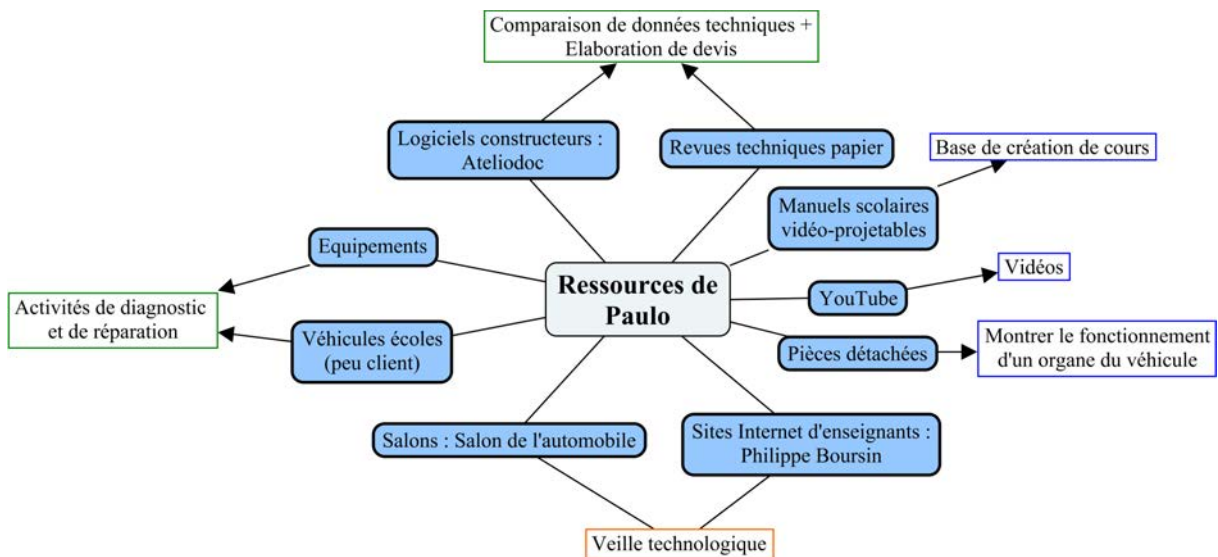 Comparaison de données techniques +
Elaboration de devis
Logiciels constructeurs :
Ateliodoc
Revues techniques papier
Base de création de cours
Manuels scolaires
vidéo-projetables
Equipements
Ressources de
Paulo
Vidéos
YouTube
Activités de diagnostic
et de réparation
Véhicules écoles
(peu client)
Pièces détachées
Montrer le fonctionnement
d'un organe du véhicule
Salons : Salon de l'automobile
Sites Internet d'enseignants :
Philippe Boursin
Veille technologique